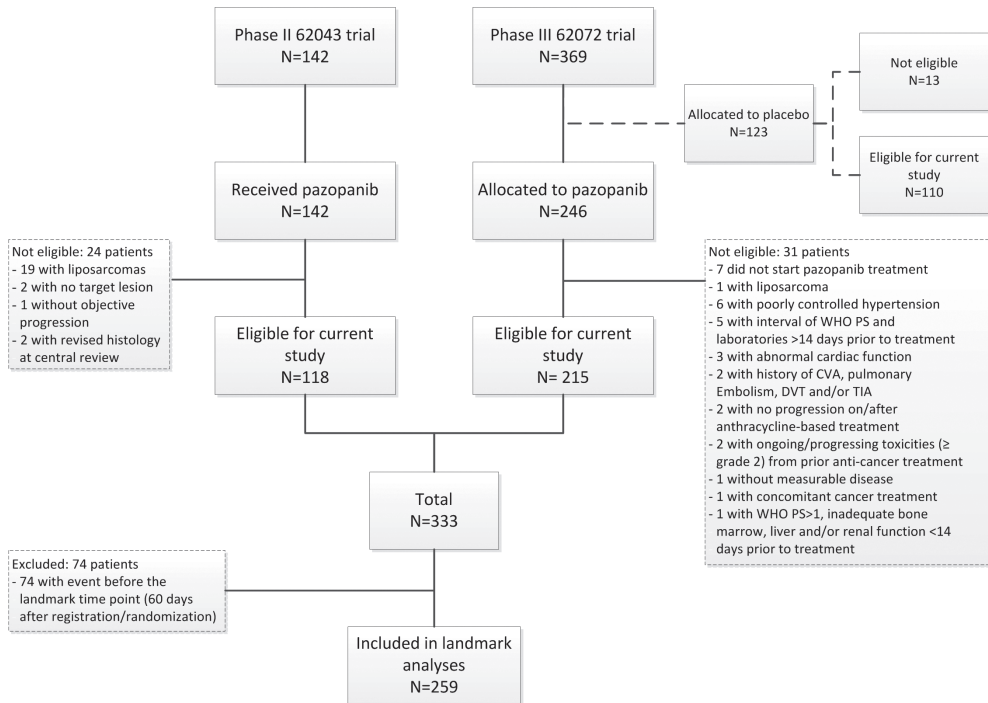 Phase II 62043 trial
N=142
Phase III 62072 trial
N=369
Not eligible
N=13
Allocated to placebo
N=123
Eligible for current
study
N=110
Received pazopanib
N=142
Allocated to pazopanib
N=246
Not eligible: 24 patients
- 19 with liposarcomas
- 2 with no target lesion
- 1 without objective
progression
- 2 with revised histology
at central review
Not eligible: 31 patients
- 7 did not start pazopanib treatment
- 1 with liposarcoma
- 6 with poorly controlled hypertension
- 5 with interval of WHO PS and
laboratories >14 days prior to treatment
- 3 with abnormal cardiac function
- 2 with history of CVA, pulmonary
Embolism, DVT and/or TIA
- 2 with no progression on/after
anthracycline-based treatment
- 2 with ongoing/progressing toxicities (≥
grade 2) from prior anti-cancer treatment
- 1 without measurable disease
- 1 with concomitant cancer treatment
- 1 with WHO PS>1, inadequate bone
marrow, liver and/or renal function <14
days prior to treatment
Eligible for current
study
N=118
Eligible for current
study
N= 215
Total
N=333
Excluded: 74 patients
- 74 with event before the
landmark time point (60 days
after registration/randomization)
Included in landmark
analyses
N=259